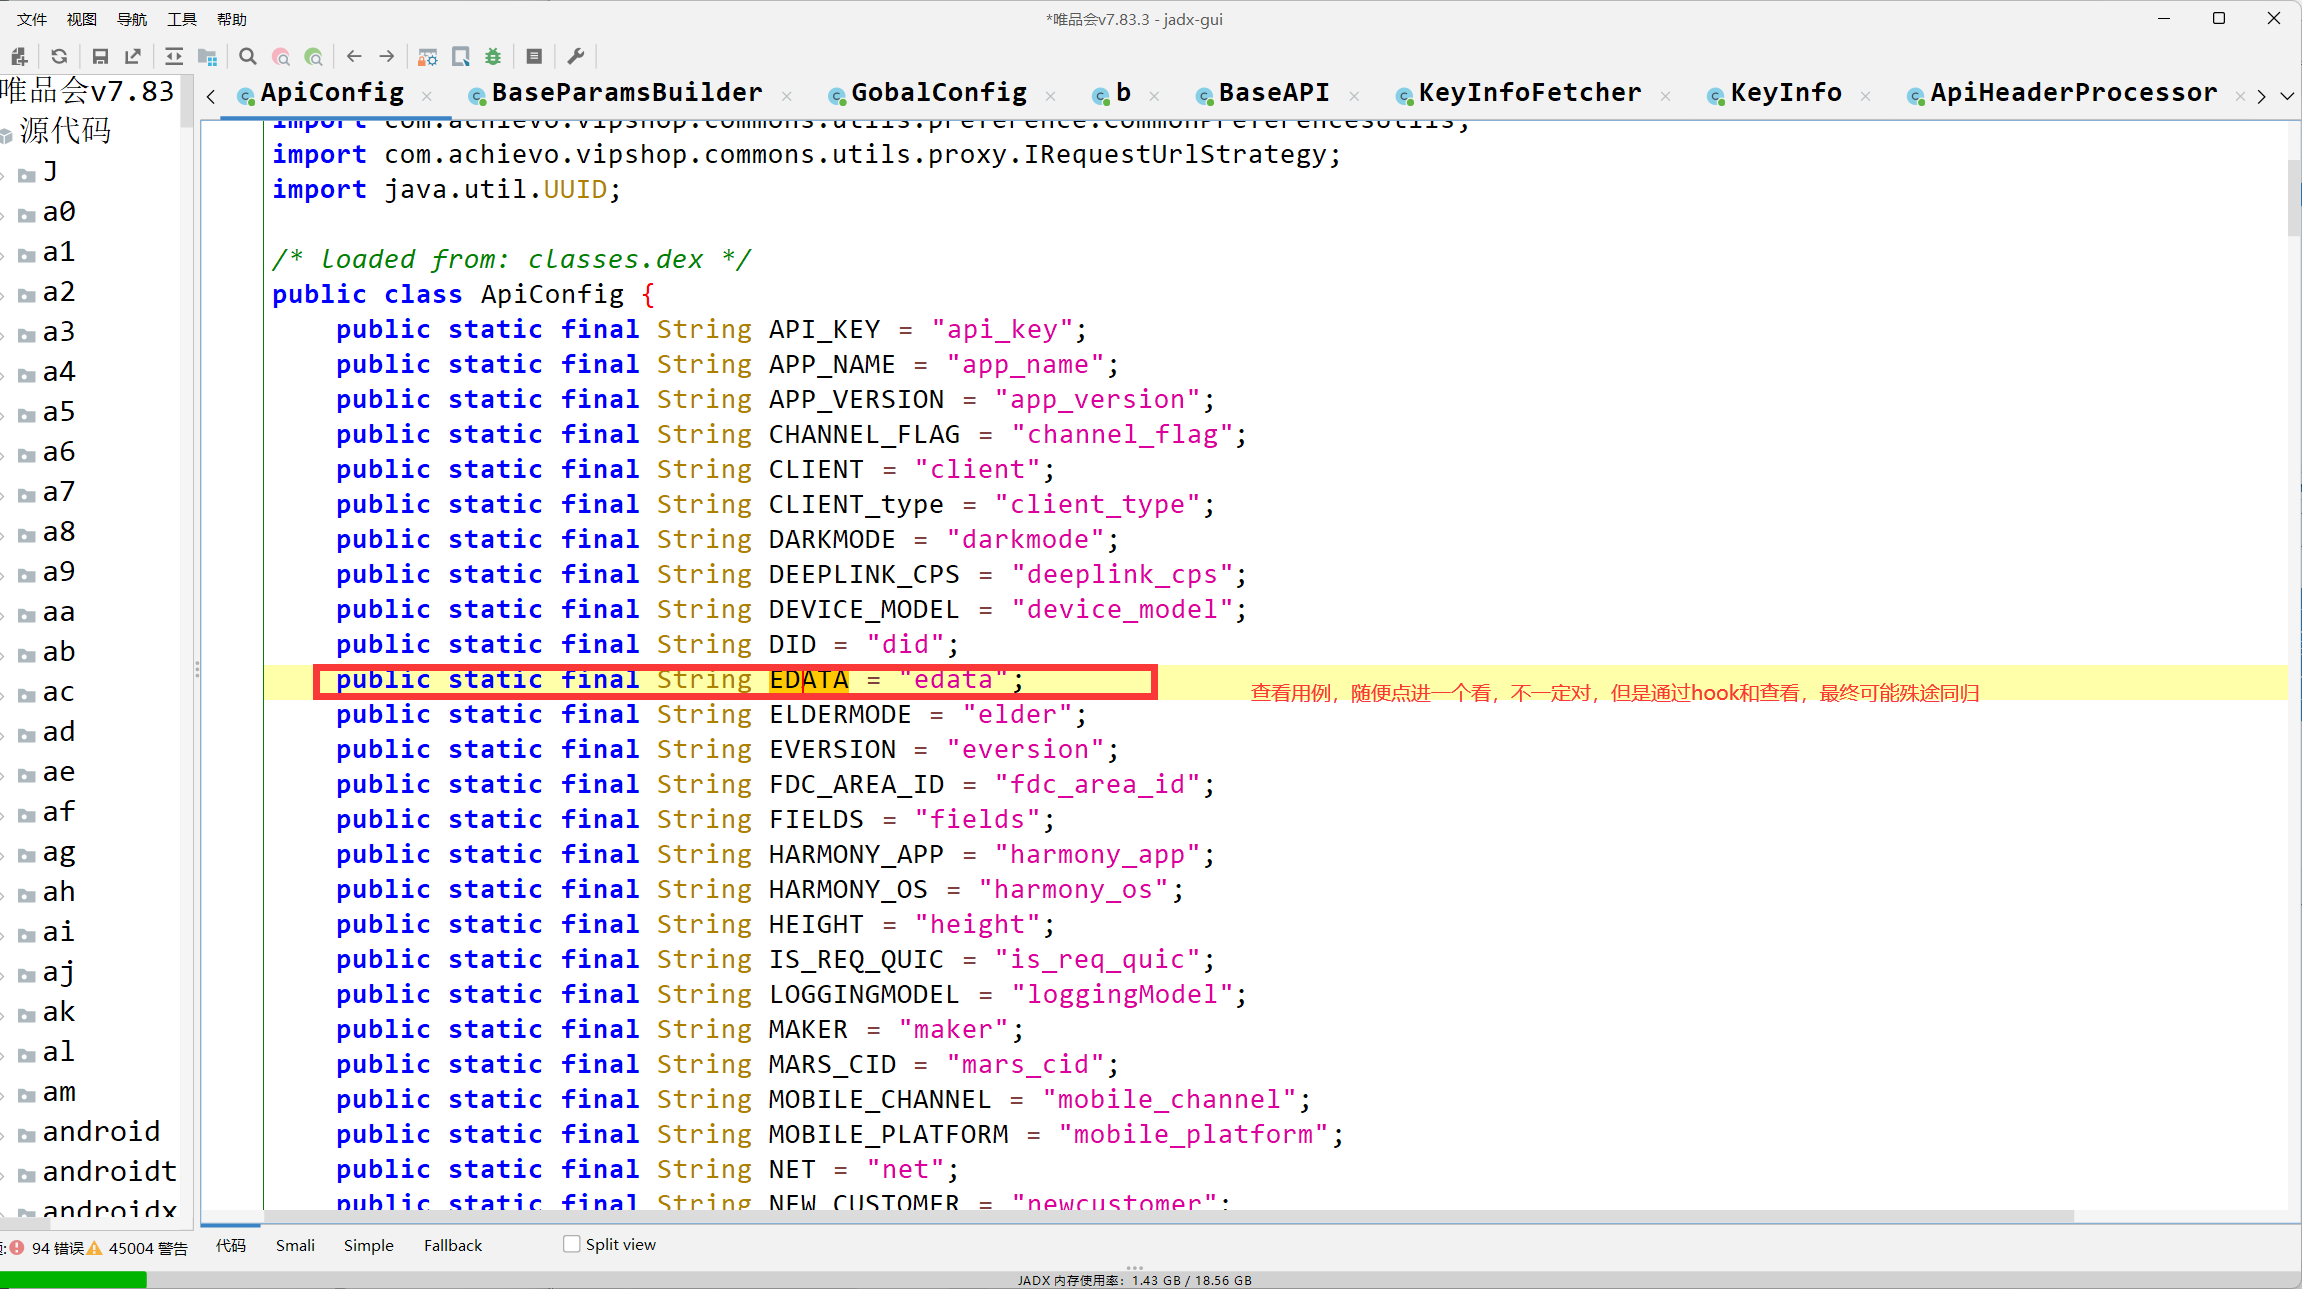 文件 视图 导航 工具 帮助
*唯品会v7.83.3 - jadx-gui
唯品会v7.83
源代码
J
a0
a1
a2
a3
a4
a5
a6
a7
a8
a9
aa
ab
ac
ad
ae
af
ag
ah
ai
aj
ak
al
am
android
androidt
androidx
ApiConfig BaseParamsBuilder GobalConfig b BaseAPI KeyInfoFetcher KeyInfo ApiHeaderProcessor
import com.achievo.vipshop.commons.utils.preference.CommonPreferencesUtils;
import com.achievo.vipshop.commons.utils.proxy.IRequestUrlStrategy;
import java.util.UUID;
/* loaded from: classes.dex */
public class ApiConfig {
public static final String API_KEY = "api_key";
public static final String APP_NAME = "app_name";
public static final String APP_VERSION = "app_version";
public static final String CHANNEL_FLAG = "channel_flag";
public static final String CLIENT = "client";
public static final String CLIENT_type = "client_type";
public static final String DARKMODE = "darkmode";
public static final String DEEPLINK_CPS = "deeplink_cps";
public static final String DEVICE_MODEL = "device_model";
public static final String DID = "did";
public static final String EDATA = "edata";
查看用例，随便点进一个看，不一定对，但是通过hook和查看，最终可能殊途同归
public static final String ELDERMODE = "elder";
public static final String EVERSION = "eversion";
public static final String FDC_AREA_ID = "fdc_area_id";
public static final String FIELDS = "fields";
public static final String HARMONY_APP = "harmony_app";
public static final String HARMONY_OS = "harmony_os";
public static final String HEIGHT = "height";
public static final String IS_REQ_QUIC = "is_req_quic";
public static final String LOGGINGMODEL = "loggingModel";
public static final String MAKER = "maker";
public static final String MARS_CID = "mars_cid";
public static final String MOBILE_CHANNEL = "mobile_channel";
public static final String MOBILE_PLATFORM = "mobile_platform";
public static final String NET = "net";
public static final String NEW_CUSTOMER = "newcustomer";
94 错误 45004 警告
代码 Smali Simple Fallback Split view
JADX 内存使用率：1.43 GB / 18.56 GB